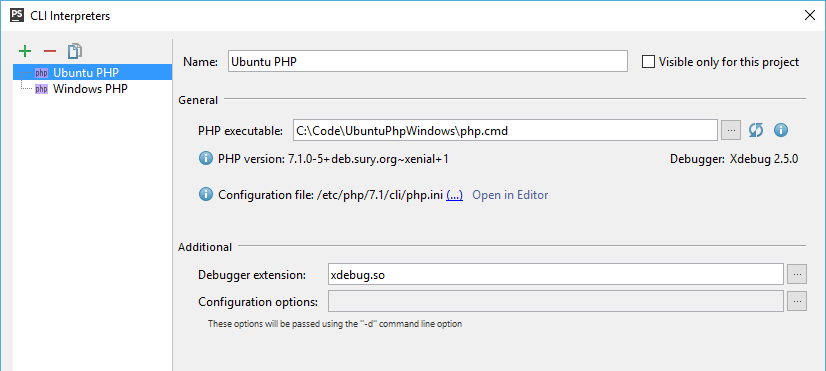 PS CLI Interpreters
php Ubuntu PHP
php Windows PHP
Name: Ubuntu PHP Visible only for this project
General
PHP executable: C:\Code\UbuntuPhpWindows\php.cmd ...
PHP version: 7.1.0-5+deb.sury.org~xenial+1 Debugger: Xdebug 2.5.0
Configuration file: /etc/php/7.1/cli/php.ini (...) Open in Editor
Additional
Debugger extension: xdebug.so ...
Configuration options: ...
These options will be passed using the "-d" command line option